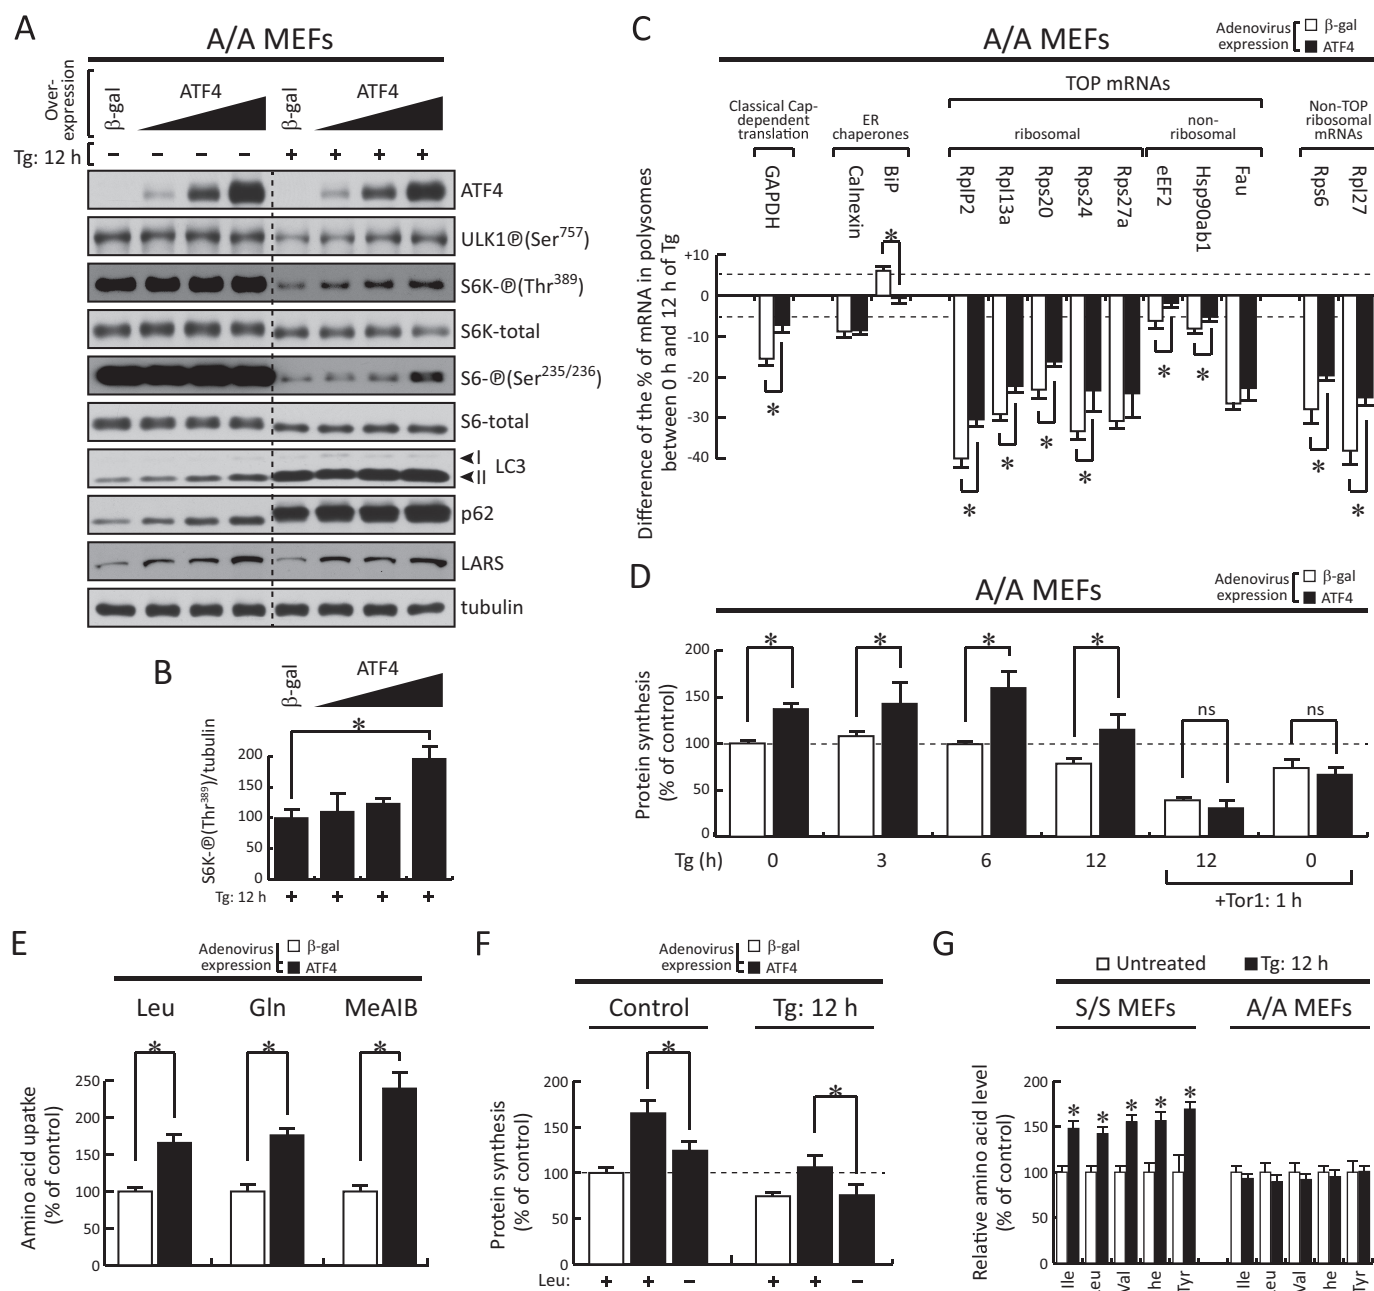 A
A/A MEFs
Over-
expression
β-gal
ATF4
β-gal
ATF4
Tg: 12 h
– – – – + + + +
ATF4
ULK1℗(Ser757)
S6K-℗(Thr389)
S6K-total
S6-℗(Ser235/236)
S6-total
I
LC3
II
p62
LARS
tubulin
B
β-gal
ATF4
S6K-℗(Thr389)/tubulin
*
200
150
100
50
0
Tg: 12 h + + + +
C
A/A MEFs
Adenovirus
expression
β-gal
ATF4
TOP mRNAs
Classical Cap-
dependent
translation
ER
chaperones
ribosomal
non-
ribosomal
Non-TOP
ribosomal
mRNAs
GAPDH
Calnexin
BiP
RplP2
Rpl13a
Rps20
Rps24
Rps27a
eEF2
Hsp90ab1
Fau
Rps6
Rpl27
Difference of the % of mRNA in polysomes
between 0 h and 12 h of Tg
+10
0
-10
-20
-30
-40
* * * * * * * * * *
D
A/A MEFs
Adenovirus
expression
β-gal
ATF4
Protein synthesis
(% of control)
200
150
100
50
0
* * * * ns ns
Tg (h) 0 3 6 12 12 0
+Tor1: 1 h
E
Adenovirus
expression
β-gal
ATF4
Leu Gln MeAIB
Amino acid upatke
(% of control)
250
200
150
100
50
0
* * *
F
Adenovirus
expression
β-gal
ATF4
Control Tg: 12 h
Protein synthesis
(% of control)
200
150
100
50
0
* *
Leu: + + – + + –
G
Untreated Tg: 12 h
S/S MEFs A/A MEFs
Relative amino acid level
(% of control)
200
150
100
50
0
* * * * *
Ile eu Val he Tyr Ile eu Val he Tyr